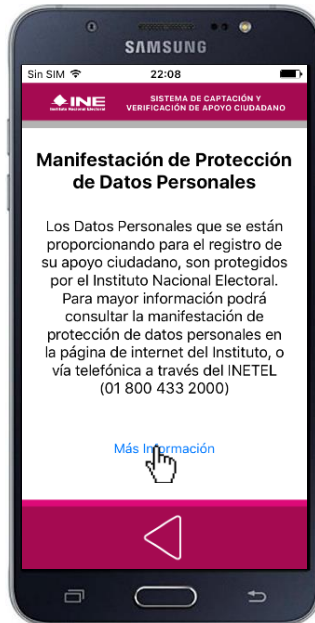 SAMSUNG
Sin SIM 22:08
INE
Instituto Nacional Electoral
SISTEMA DE CAPTACIÓN Y
VERIFICACIÓN DE APOYO CIUDADANO
Manifestación de Protección
de Datos Personales
Los Datos Personales que se están
proporcionando para el registro de
su apoyo ciudadano, son protegidos
por el Instituto Nacional Electoral.
Para mayor información podrá
consultar la manifestación de
protección de datos personales en
la página de internet del Instituto, o
vía telefónica a través del INETEL
(01 800 433 2000)
Más Información